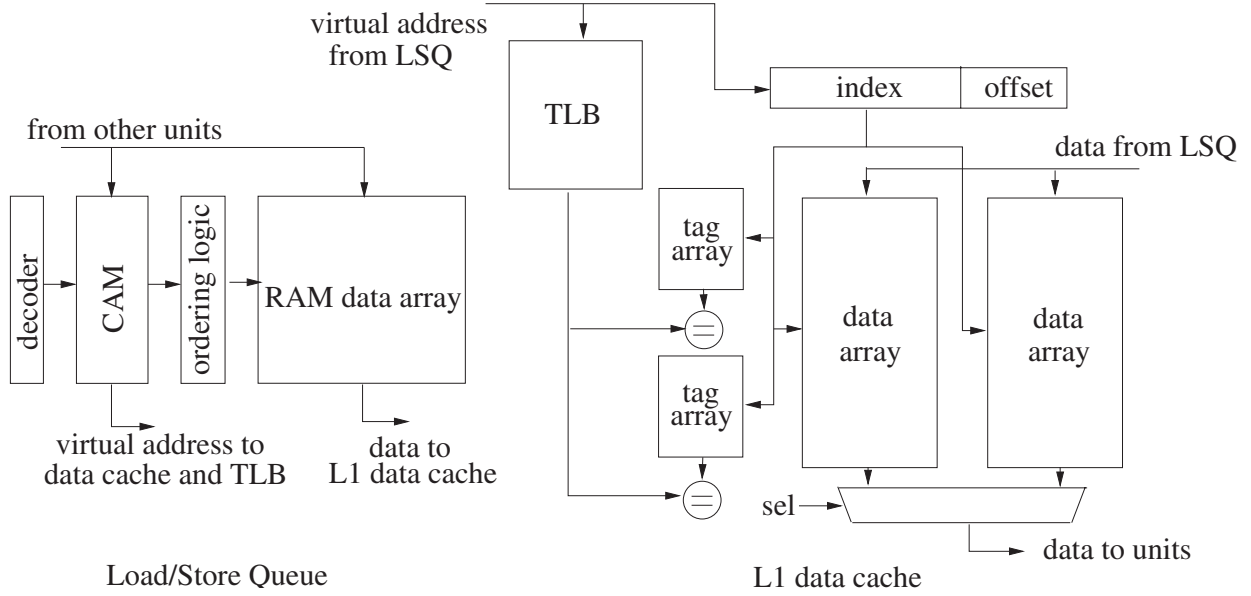 from other units
decoder
CAM
ordering logic
RAM data array
virtual address to
data cache and TLB
data to
L1 data cache
Load/Store Queue
virtual address
from LSQ
TLB
index
offset
data from LSQ
tag
array
=
tag
array
=
data
array
data
array
sel
data to units
L1 data cache